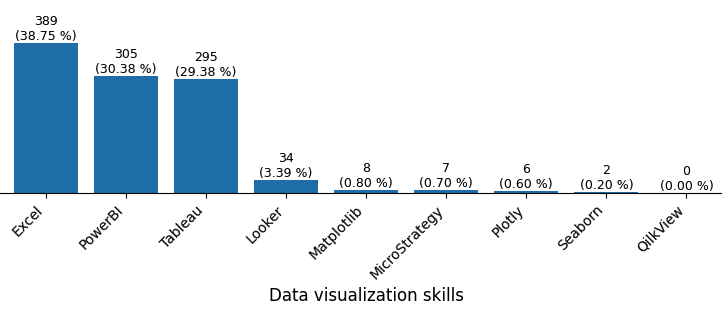 389
(38.75 %)
305
(30.38 %)
295
(29.38 %)
34
(3.39 %)
8
(0.80 %)
7
(0.70 %)
6
(0.60 %)
2
(0.20 %)
0
(0.00 %)
Excel
PowerBI
Tableau
Looker
Matplotlib
MicroStrategy
Plotly
Seaborn
QilkView
Data visualization skills